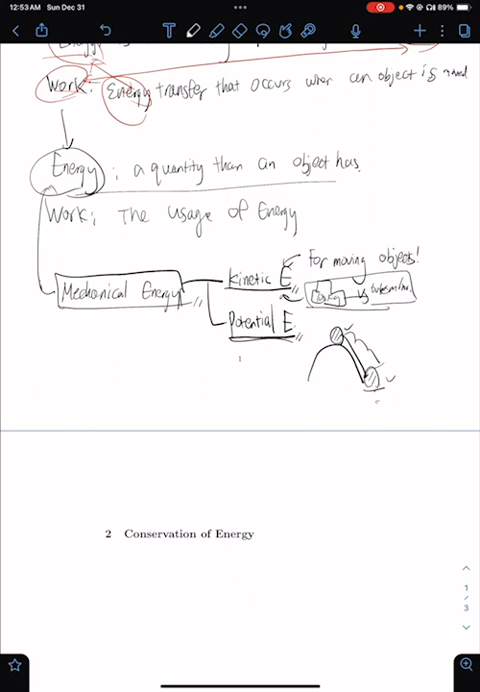 12:53 AM Sun Dec 31
89%
Energy
Work: Energy transfer that occurs when an object is moved
Energy: a quantity than an object has.
Work: The usage of Energy
For moving objects!
Kinetic E
Mechanical Energy
Potential E.
1
2 Conservation of Energy
1
/
3